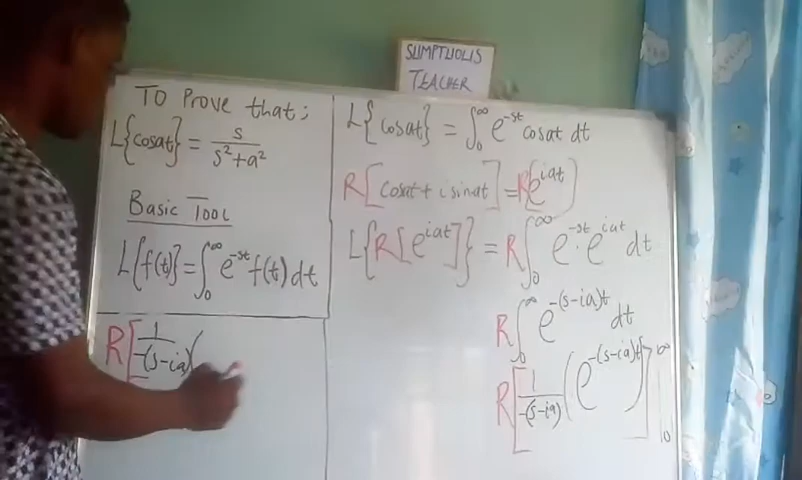 SUMPTUOUS
TEACHER
To Prove that;
L{cosat} = s/(s²+a²)
Basic Tool
L{f(t)} = ∫₀^∞ e^(-st) f(t) dt
R[1/(-(s-ia)) (
L{cosat} = ∫₀^∞ e^(-st) cosat dt
R[cosat + i sinat] = R[e^(iat))
L{R[e^(iat)]} = R∫₀^∞ e^(-st) · e^(iat) dt
R∫₀^∞ e^(-(s-ia)t) dt
R[1/(-(s-ia)) (e^(-(s-ia)t))]|₀^∞